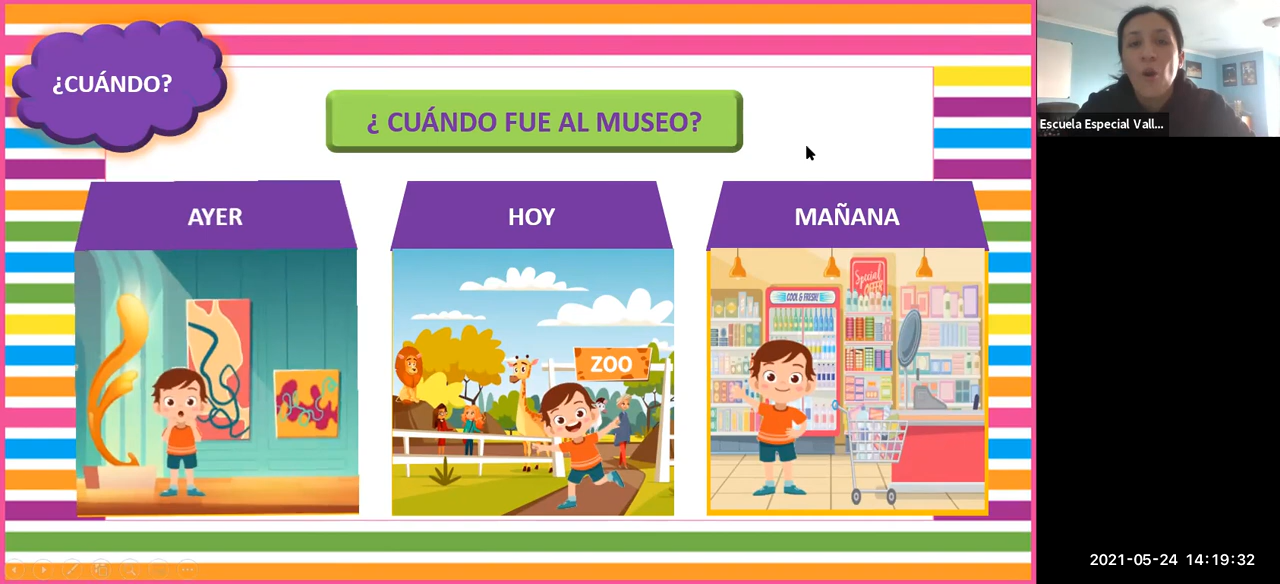 ¿CUÁNDO?
¿ CUÁNDO FUE AL MUSEO?
AYER
HOY
MAÑANA
ZOO
Special
OFFER
COOL & FRESH!
Escuela Especial Vall...
2021-05-24 14:19:32